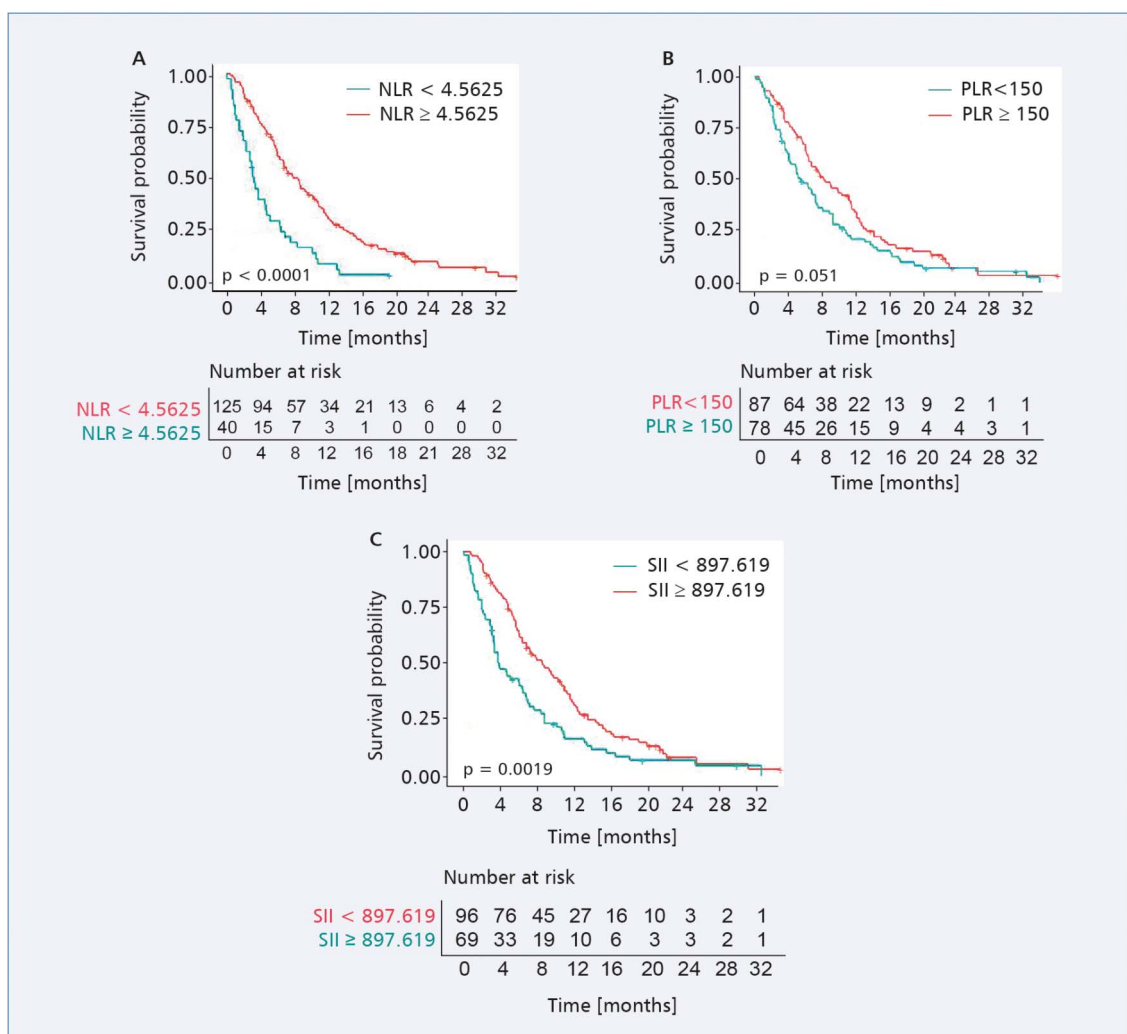 A
Survival probability
1.00
0.75
0.50
0.25
0.00
NLR < 4.5625
NLR ≥ 4.5625
p < 0.0001
0 4 8 12 16 20 24 28 32
Time [months]
Number at risk
NLR < 4.5625 125 94 57 34 21 13 6 4 2
NLR ≥ 4.5625 40 15 7 3 1 0 0 0 0
0 4 8 12 16 18 21 28 32
Time [months]
B
Survival probability
1.00
0.75
0.50
0.25
0.00
PLR<150
PLR ≥ 150
p = 0.051
0 4 8 12 16 20 24 28 32
Time [months]
Number at risk
PLR<150 87 64 38 22 13 9 2 1 1
PLR ≥ 150 78 45 26 15 9 4 4 3 1
0 4 8 12 16 20 24 28 32
Time [months]
C
Survival probability
1.00
0.75
0.50
0.25
0.00
SII < 897.619
SII ≥ 897.619
p = 0.0019
0 4 8 12 16 20 24 28 32
Time [months]
Number at risk
SII < 897.619 96 76 45 27 16 10 3 2 1
SII ≥ 897.619 69 33 19 10 6 3 3 2 1
0 4 8 12 16 20 24 28 32
Time [months]